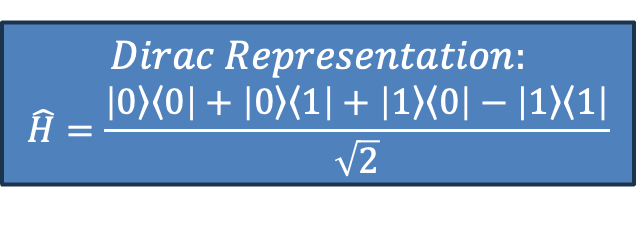 Dirac Representation:
Ĥ = |0⟩⟨0| + |0⟩⟨1| + |1⟩⟨0| − |1⟩⟨1|
√2